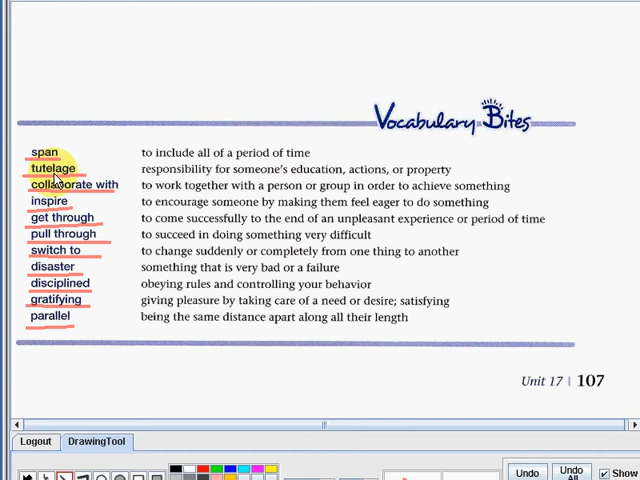 Vocabulary Bites
span to include all of a period of time
tutelage responsibility for someone's education, actions, or property
collaborate with to work together with a person or group in order to achieve something
inspire to encourage someone by making them feel eager to do something
get through to come successfully to the end of an unpleasant experience or period of time
pull through to succeed in doing something very difficult
switch to to change suddenly or completely from one thing to another
disaster something that is very bad or a failure
disciplined obeying rules and controlling your behavior
gratifying giving pleasure by taking care of a need or desire; satisfying
parallel being the same distance apart along all their length
Unit 17 | 107
Logout DrawingTool
Undo Undo All Show